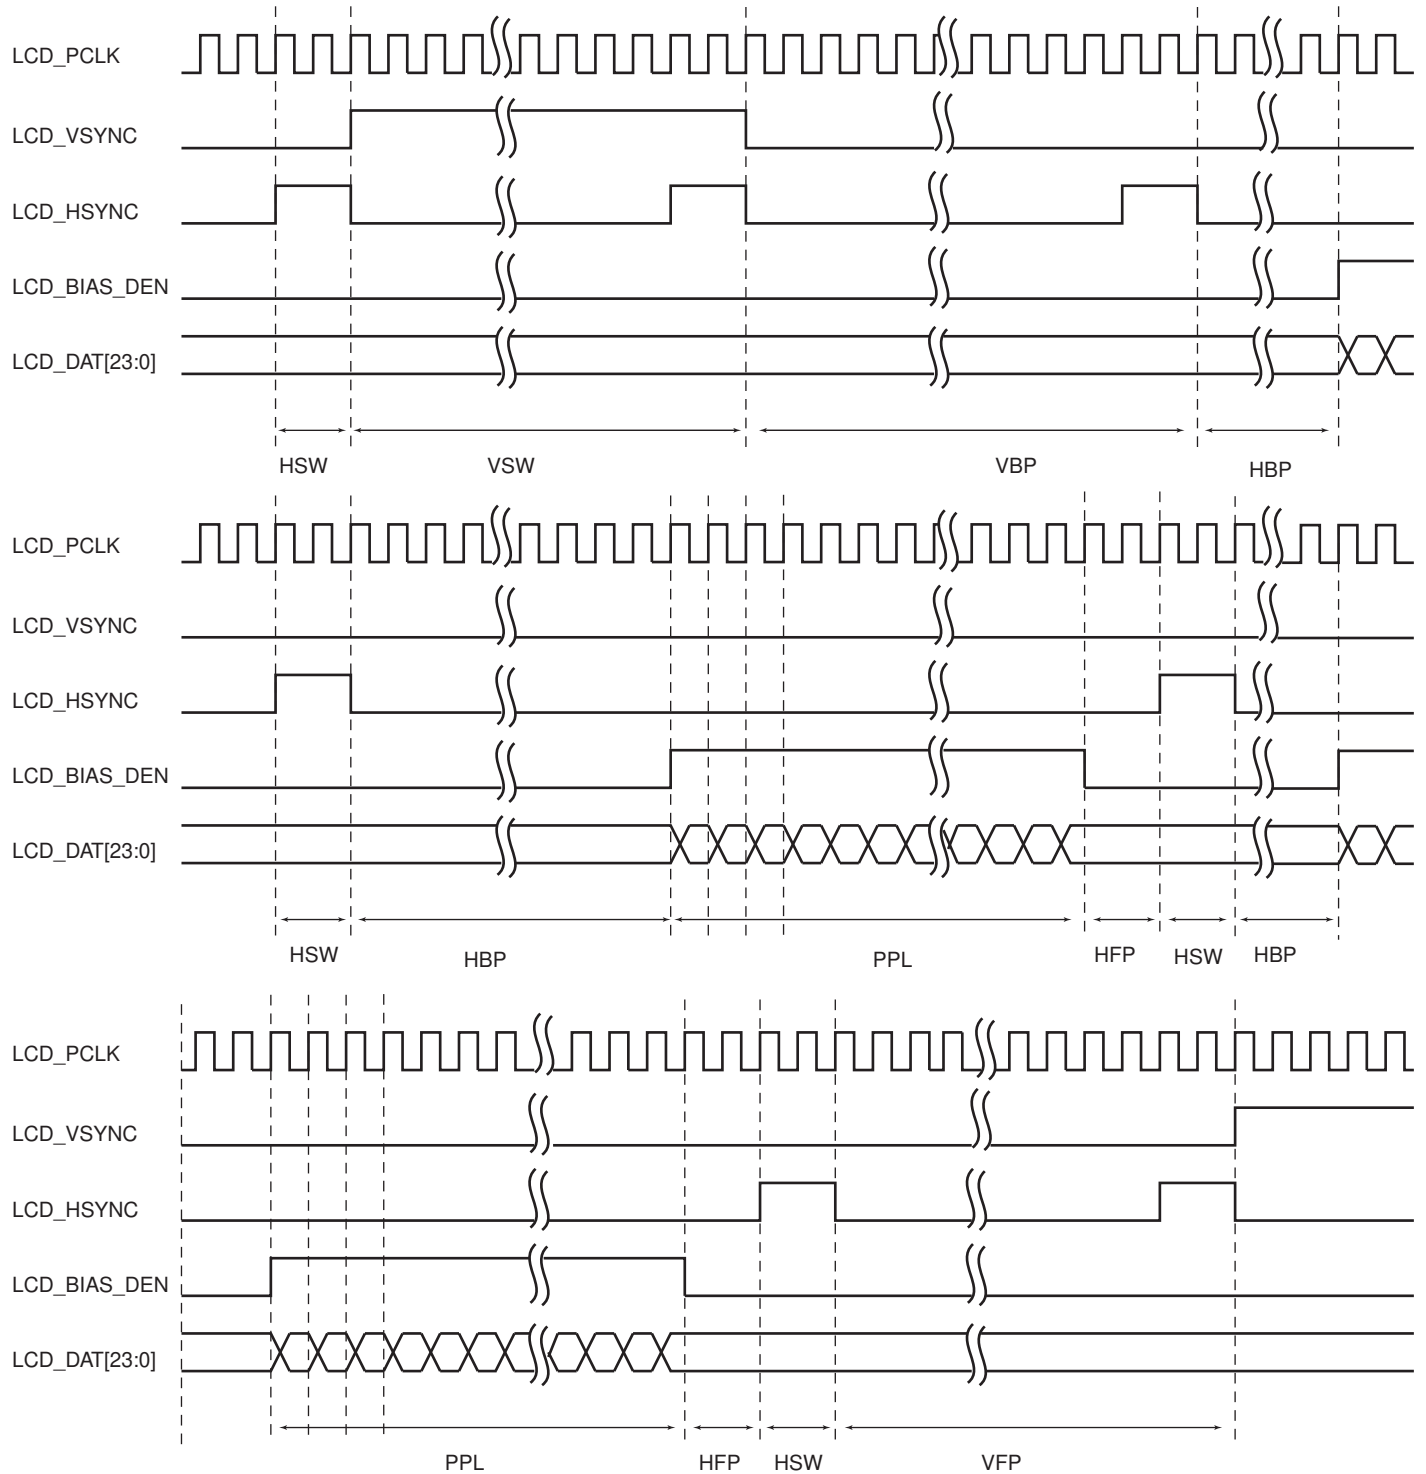 LCD_PCLK
LCD_VSYNC
LCD_HSYNC
LCD_BIAS_DEN
LCD_DAT[23:0]
HSW VSW VBP HBP
LCD_PCLK
LCD_VSYNC
LCD_HSYNC
LCD_BIAS_DEN
LCD_DAT[23:0]
HSW HBP PPL HFP HSW HBP
LCD_PCLK
LCD_VSYNC
LCD_HSYNC
LCD_BIAS_DEN
LCD_DAT[23:0]
PPL HFP HSW VFP